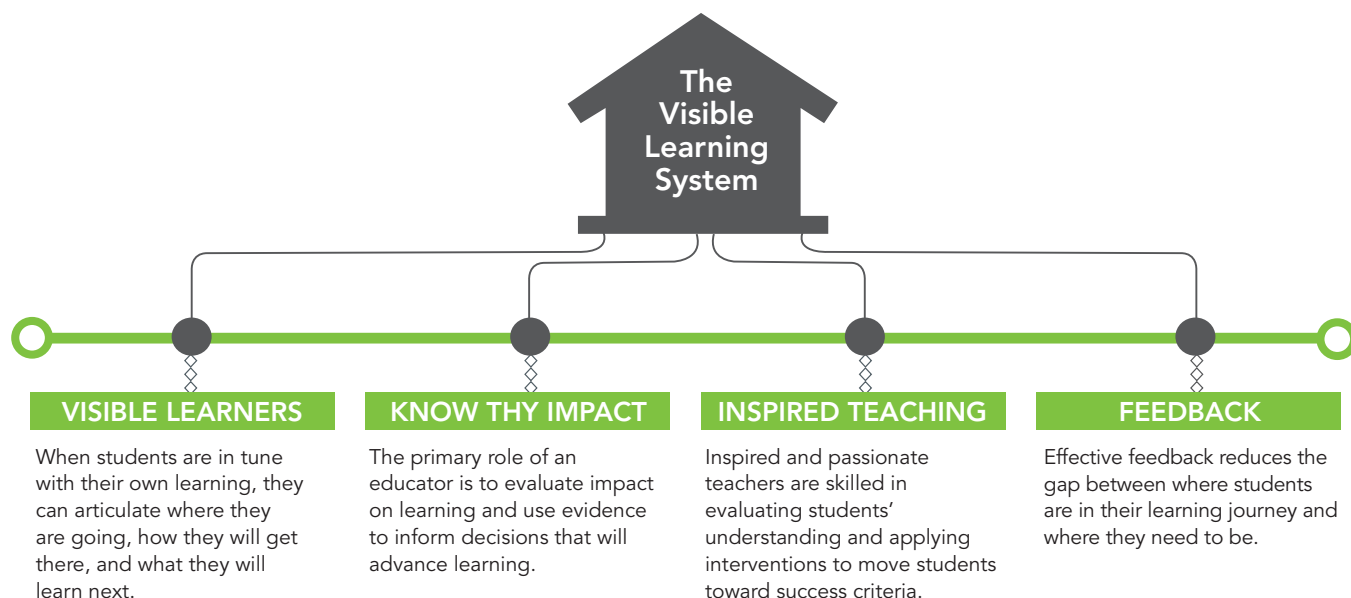 The
Visible
Learning
System
VISIBLE LEARNERS
When students are in tune
with their own learning, they
can articulate where they
are going, how they will get
there, and what they will
learn next.
KNOW THY IMPACT
The primary role of an
educator is to evaluate impact
on learning and use evidence
to inform decisions that will
advance learning.
INSPIRED TEACHING
Inspired and passionate
teachers are skilled in
evaluating students’
understanding and applying
interventions to move students
toward success criteria.
FEEDBACK
Effective feedback reduces the
gap between where students
are in their learning journey and
where they need to be.